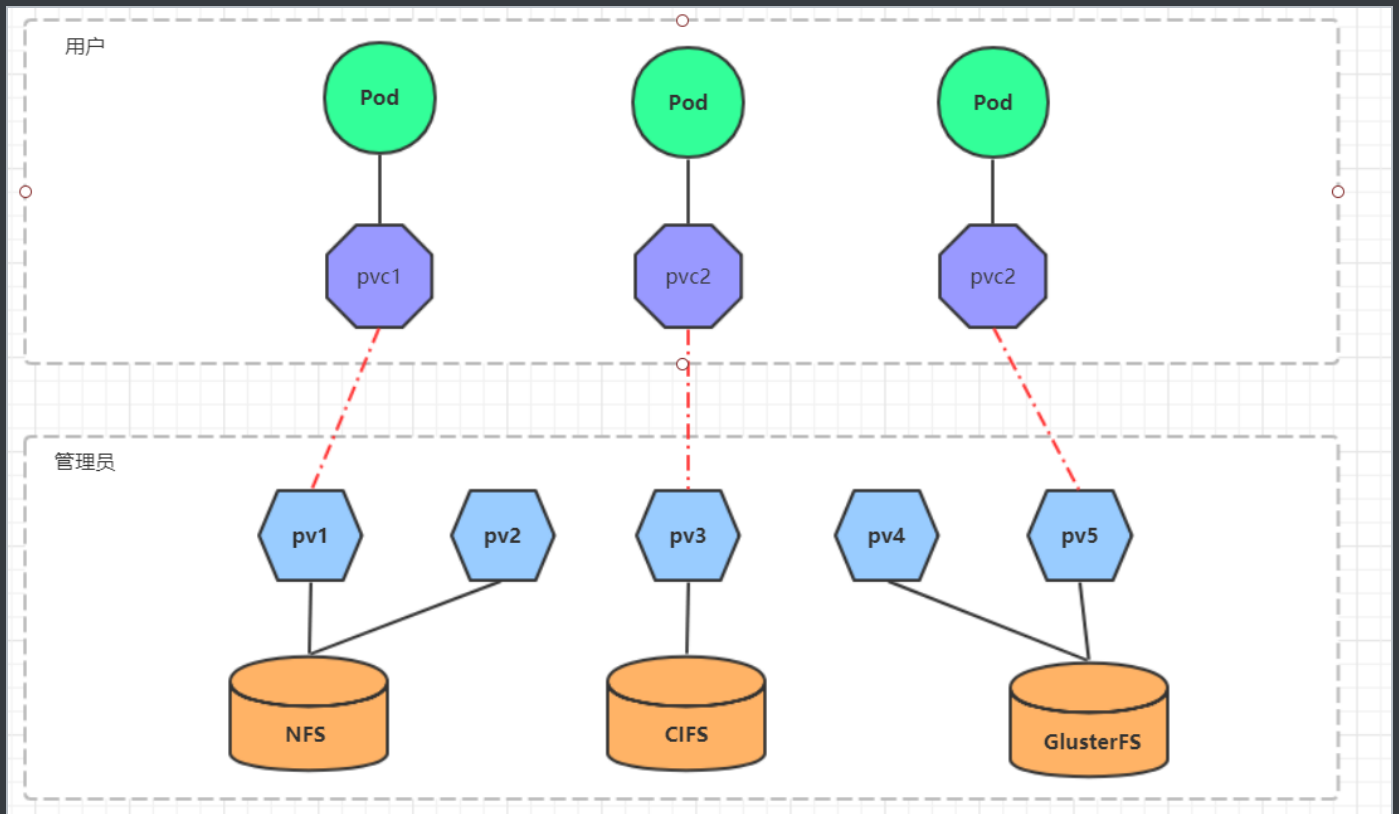 用户
Pod
Pod
Pod
pvc1
pvc2
pvc2
管理员
pv1
pv2
pv3
pv4
pv5
NFS
CIFS
GlusterFS